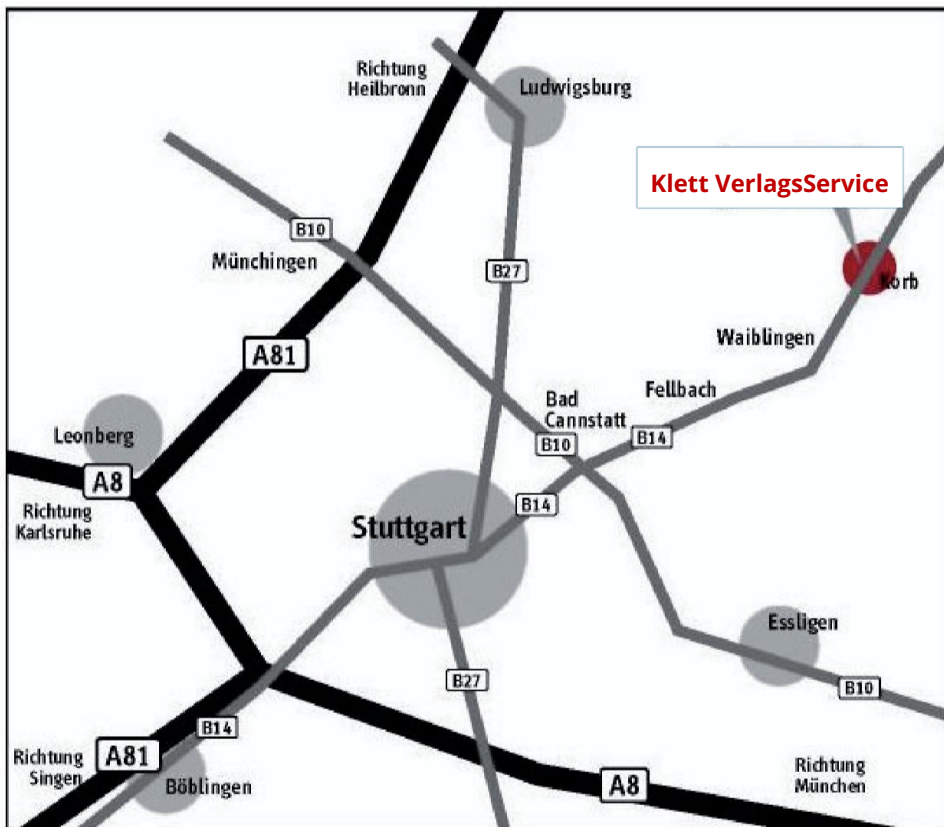 Richtung
Heilbronn
Ludwigsburg
Klett VerlagsService
B10
Münchingen
B27
Korb
A81
Waiblingen
Fellbach
Bad
Cannstatt
B10
B14
Leonberg
A8
Richtung
Karlsruhe
B14
Stuttgart
Essligen
B27
B10
B14
A81
Richtung
Singen
Böblingen
A8
Richtung
München